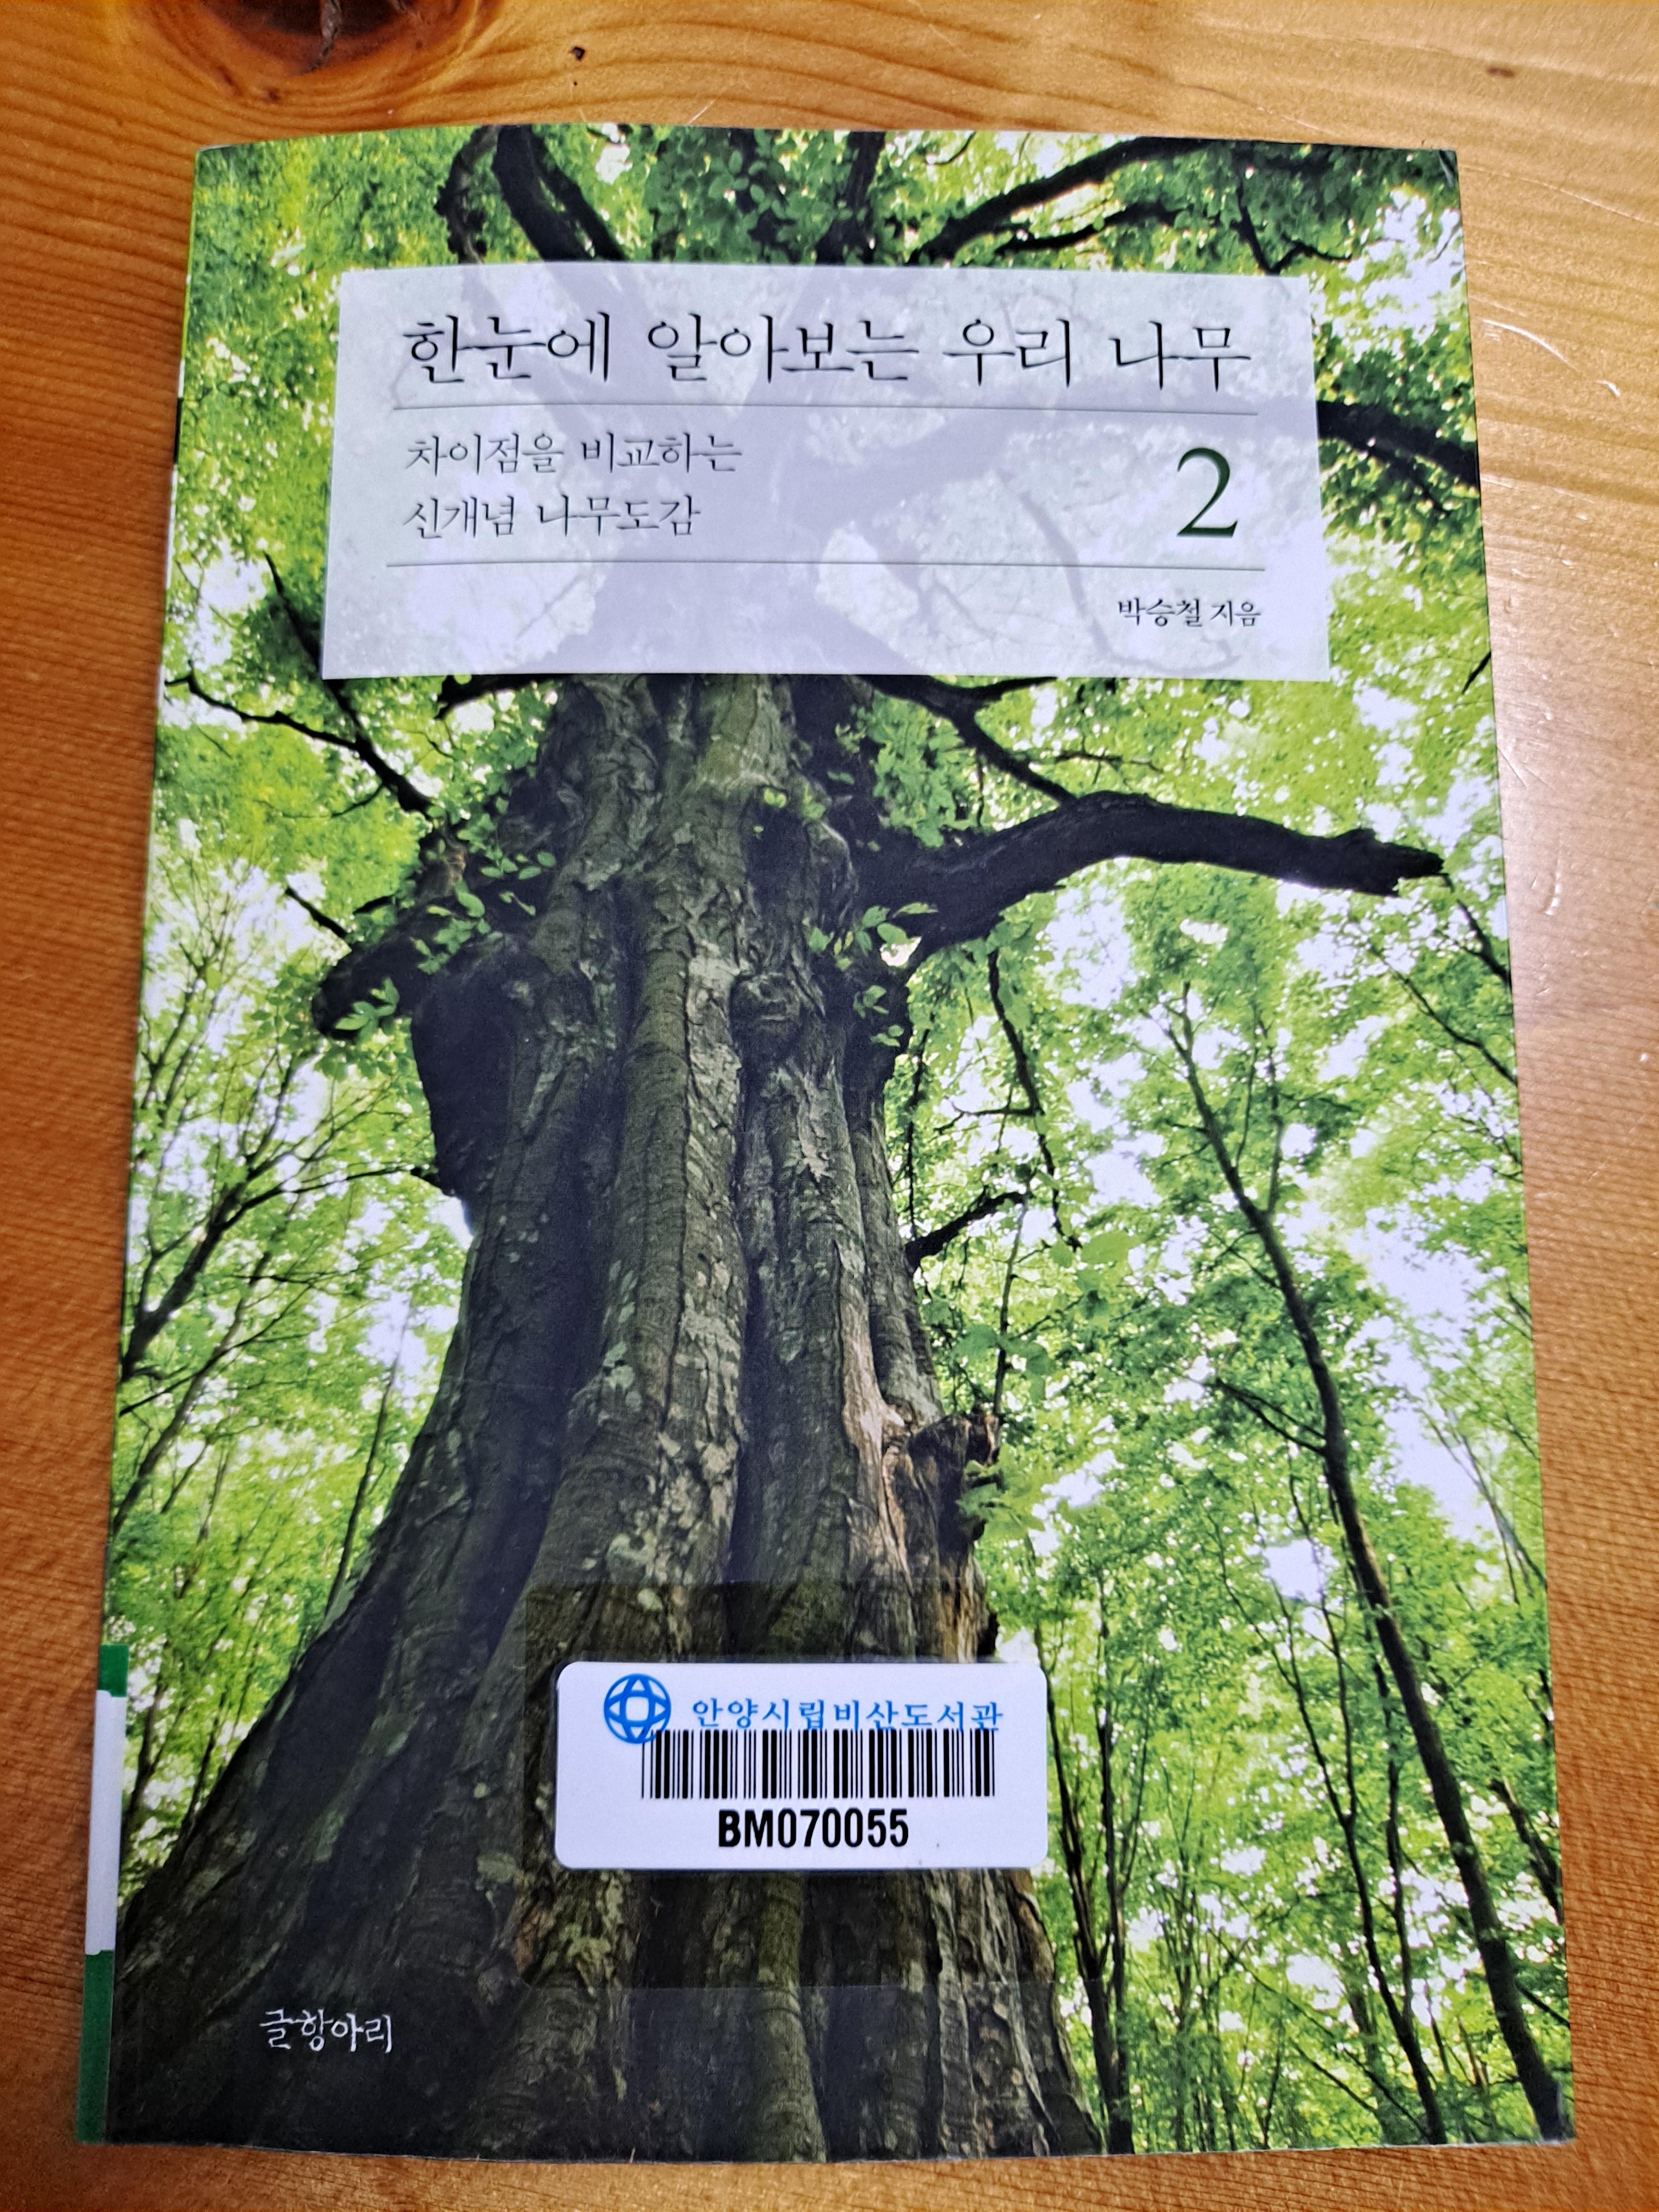 한눈에 알아보는 우리 나무
차이점을 비교하는
신개념 나무도감
2
박승철 지음
안양시립비산도서관
BM070055
글항아리